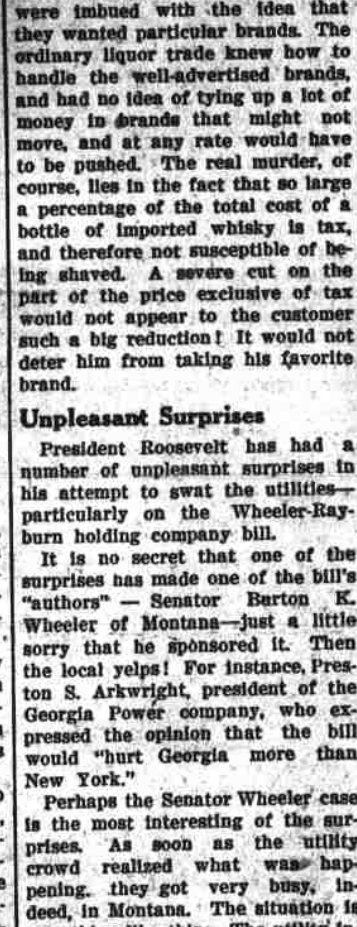 were imbued with the idea that
they wanted particular brands. The
ordinary liquor trade knew how to
handle the well-advertised brands,
and had no idea of tying up a lot of
money in brands that might not
move, and at any rate would have
to be pushed. The real murder, of
course, lies in the fact that so large
a percentage of the total cost of a
bottle of imported whisky is tax,
and therefore not susceptible of be-
ing shaved. A severe cut on the
part of the price exclusive of tax
would not appear to the customer
such a big reduction! It would not
deter him from taking his favorite
brand.
Unpleasant Surprises
President Roosevelt has had a
number of unpleasant surprises in
his attempt to swat the utilities—
particularly on the Wheeler-Ray-
burn holding company bill.
It is no secret that one of the
surprises has made one of the bill's
"authors" — Senator Burton K.
Wheeler of Montana—just a little
sorry that he sponsored it. Then
the local yelps! For instance, Pres-
ton S. Arkwright, president of the
Georgia Power company, who ex-
pressed the opinion that the bill
would "hurt Georgia more than
New York."
Perhaps the Senator Wheeler case
is the most interesting of the sur-
prises. As soon as the utility
crowd realized what was hap-
pening, they got very busy, in-
deed, in Montana. The situation is